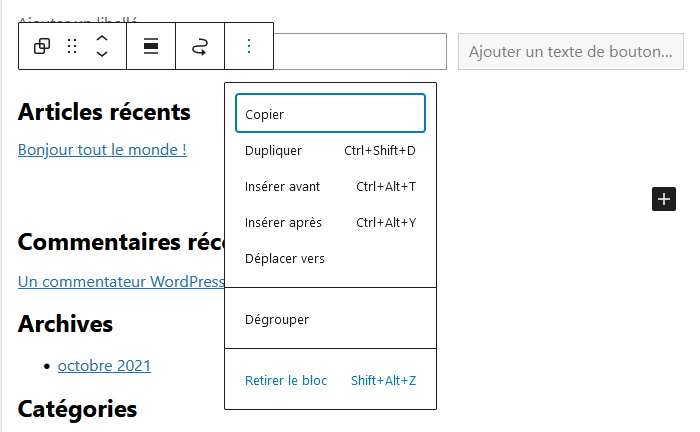 Ajouter un libellé
Ajouter un texte de bouton...
Articles récents
Bonjour tout le monde !
Copier
Dupliquer Ctrl+Shift+D
Insérer avant Ctrl+Alt+T
Insérer après Ctrl+Alt+Y
Déplacer vers
Commentaires réc
Un commentateur WordPress
Dégrouper
Archives
octobre 2021
Retirer le bloc Shift+Alt+Z
Catégories